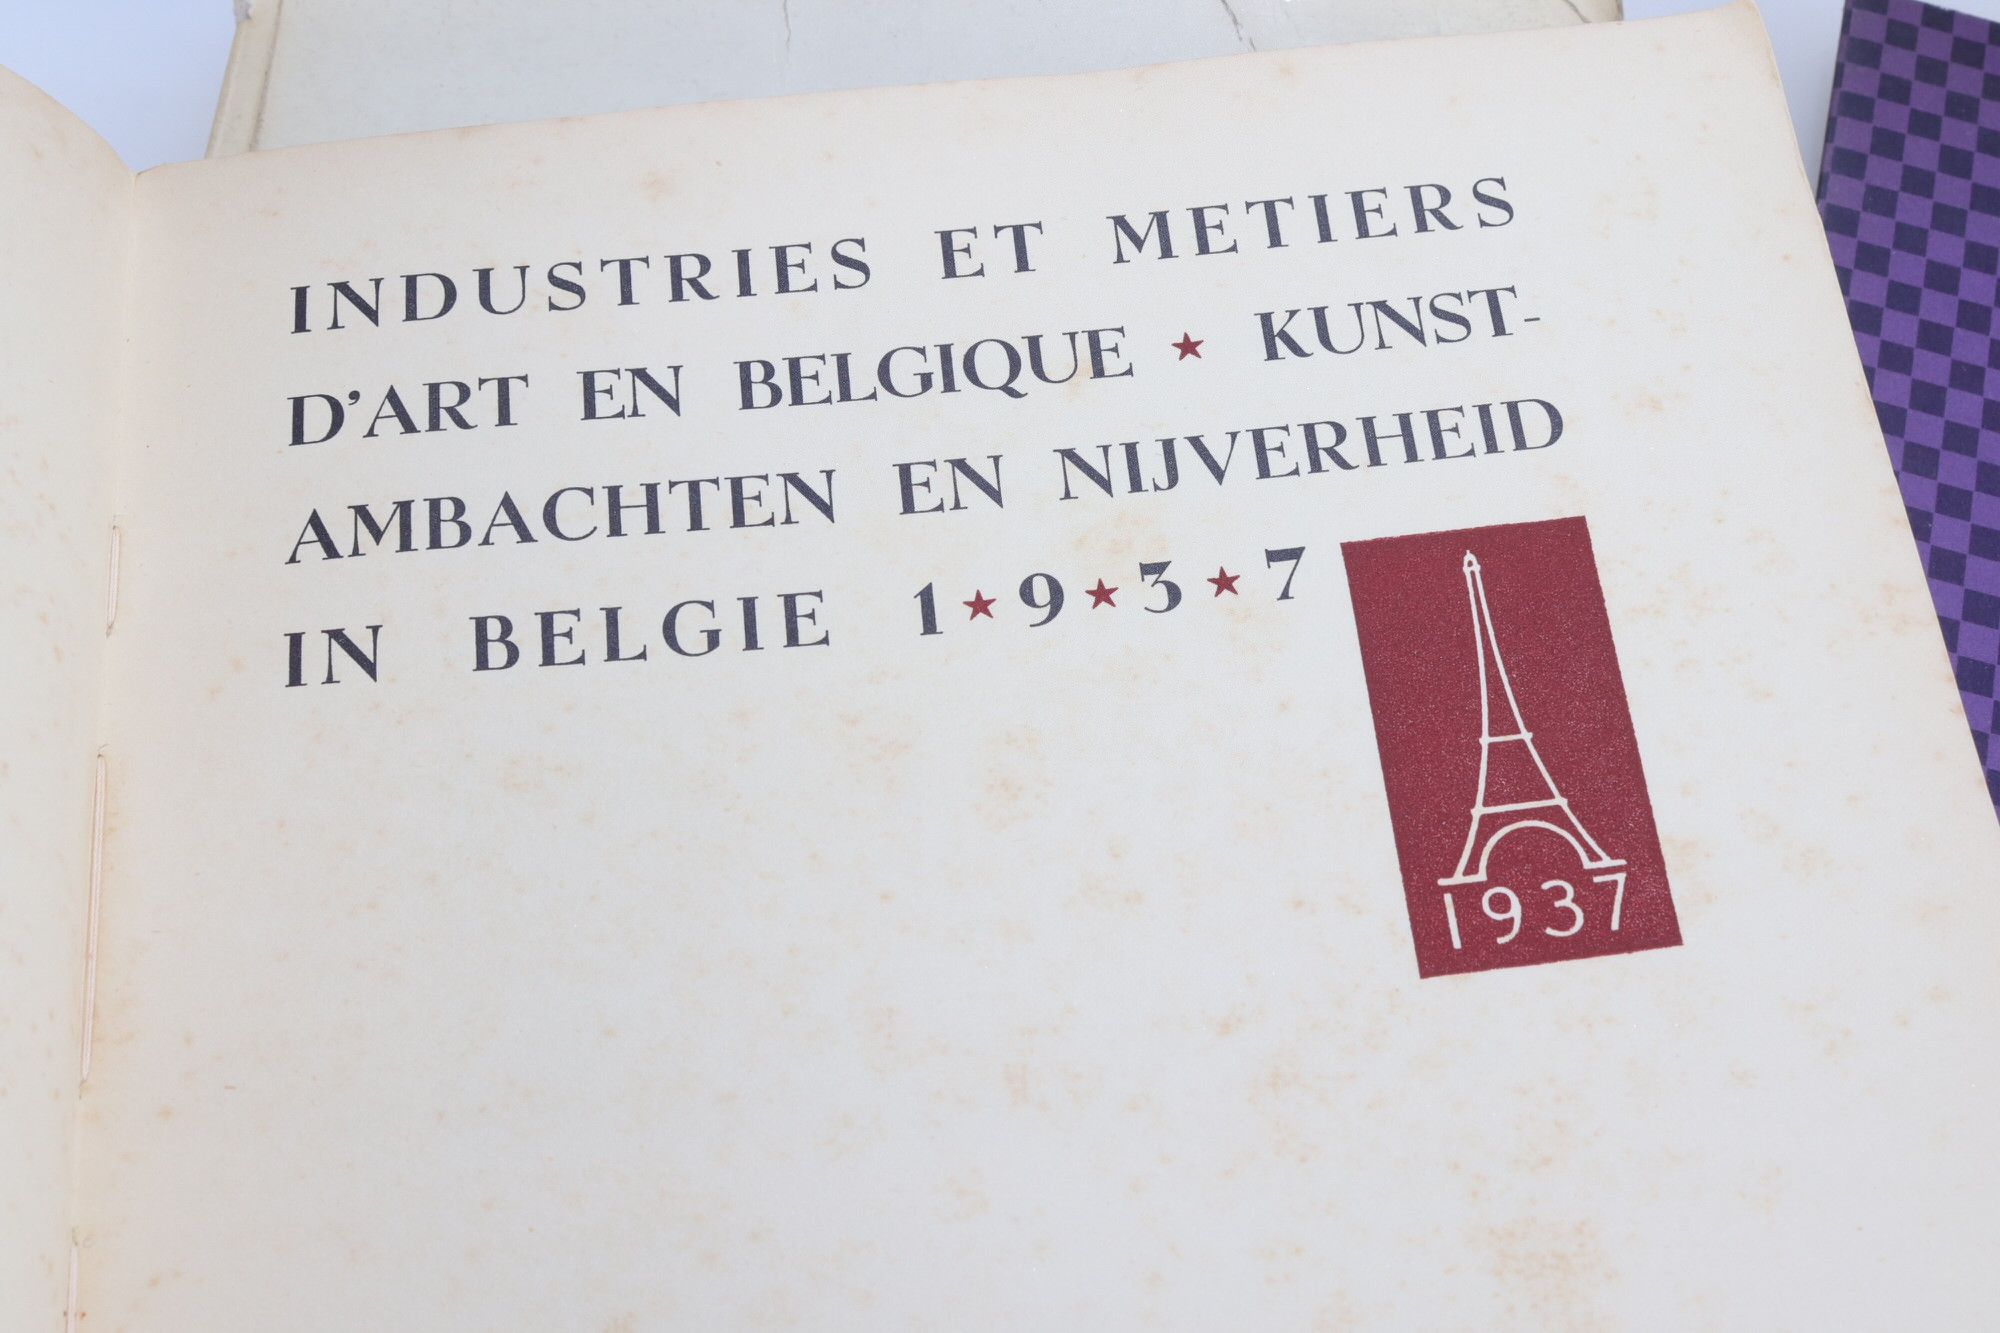 INDUSTRIES ET METIERS
D'ART EN BELGIQUE ★ KUNST-
AMBACHTEN EN NIJVERHEID
IN BELGIE 1★9★3★7
1937